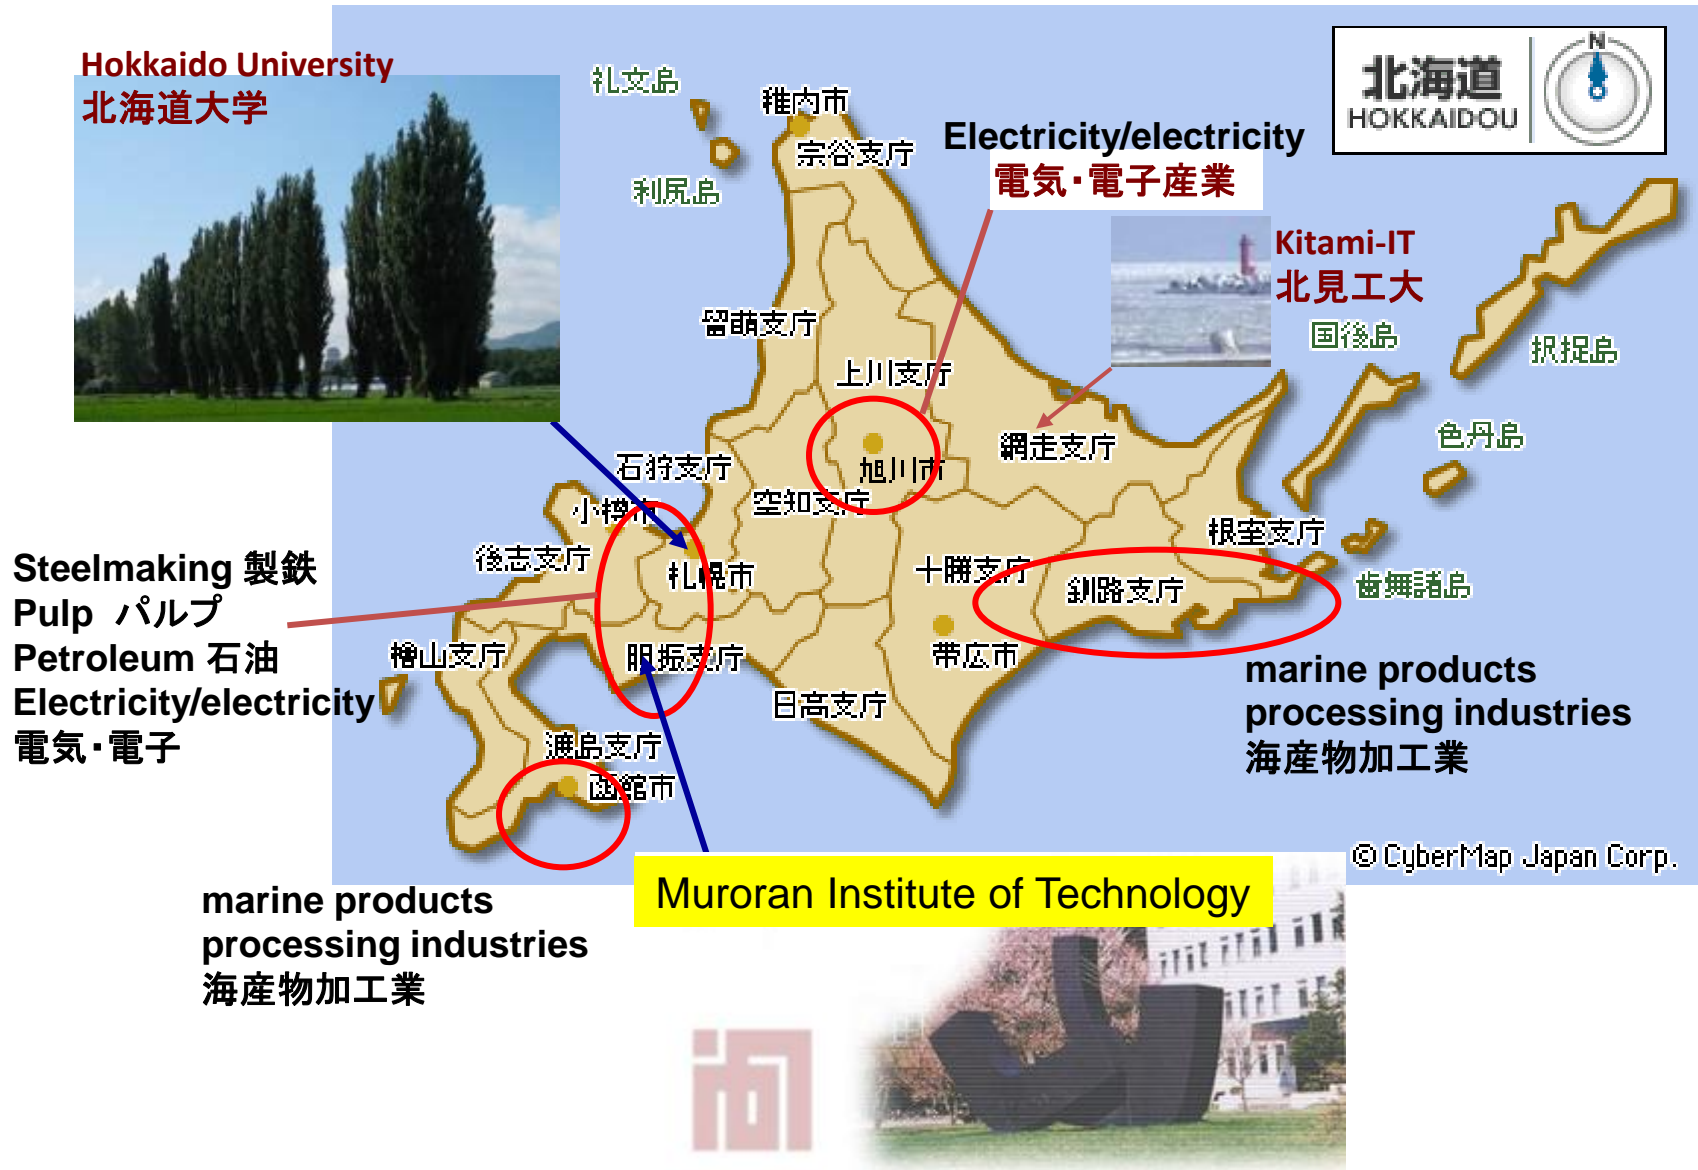 Hokkaido University
北海道大学
礼文島
利尻島
稚内市
宗谷支庁
Electricity/electricity
電気・電子産業
北海道
HOKKAIDOU
N
Kitami-IT
北見工大
国後島
択捉島
色丹島
歯舞諸島
留萌支庁
上川支庁
旭川市
網走支庁
石狩支庁
空知支庁
小樽市
後志支庁
札幌市
十勝支庁
釧路支庁
根室支庁
帯広市
檜山支庁
胆振支庁
日高支庁
渡島支庁
函館市
Steelmaking 製鉄
Pulp パルプ
Petroleum 石油
Electricity/electricity
電気・電子
marine products
processing industries
海産物加工業
© CyberMap Japan Corp.
marine products
processing industries
海産物加工業
Muroran Institute of Technology